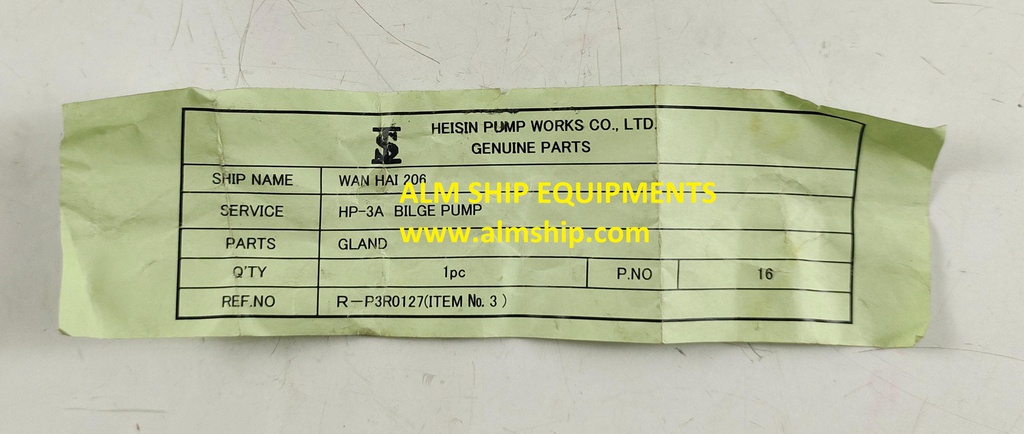 HEISIN PUMP WORKS CO., LTD.
GENUINE PARTS
SHIP NAME WAN HAI 206
ALM SHIP EQUIPMENTS
SERVICE HP-3A BILGE PUMP
www.almship.com
PARTS GLAND
Q'TY 1pc P.NO 16
REF.NO R-P3R0127(ITEM No. 3)